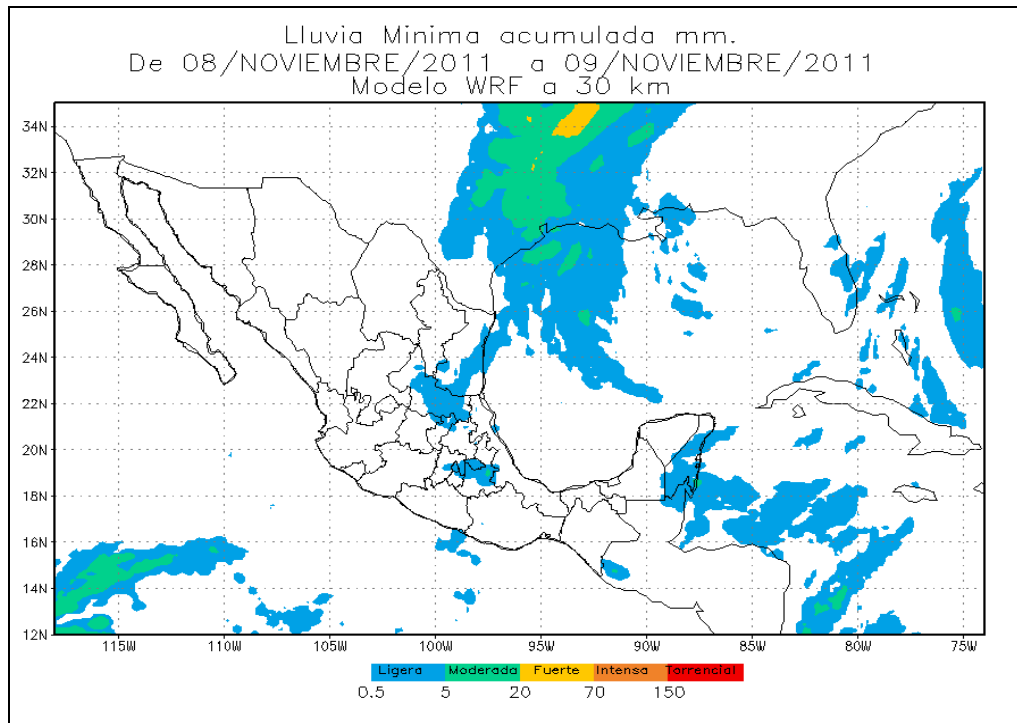 Lluvia Minima acumulada mm.
De 08/NOVIEMBRE/2011 a 09/NOVIEMBRE/2011
Modelo WRF a 30 km
34N
32N
30N
28N
26N
24N
22N
20N
18N
16N
14N
12N
115W 110W 105W 100W 95W 90W 85W 80W 75W
Ligera Moderada Fuerte Intensa Torrencial
0.5 5 20 70 150